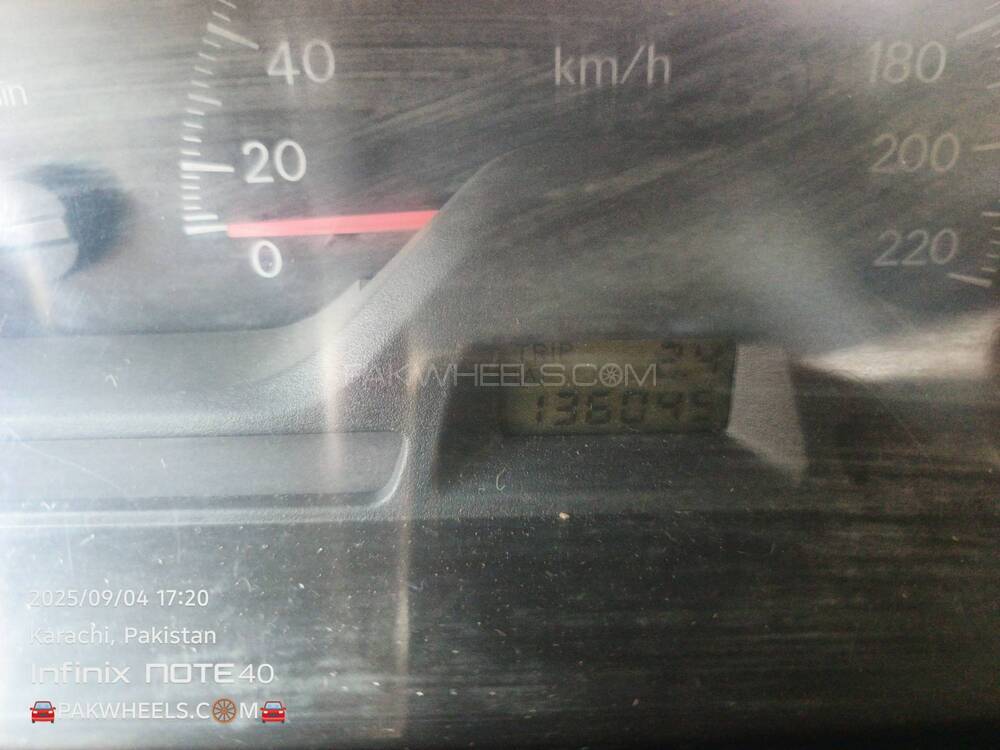 40
km/h
180
20
200
0
220
TRIP
PAKWHEELS.COM
136045
2025/09/04 17:20
Karachi, Pakistan
Infinix NOTE 40
PAKWHEELS.COM